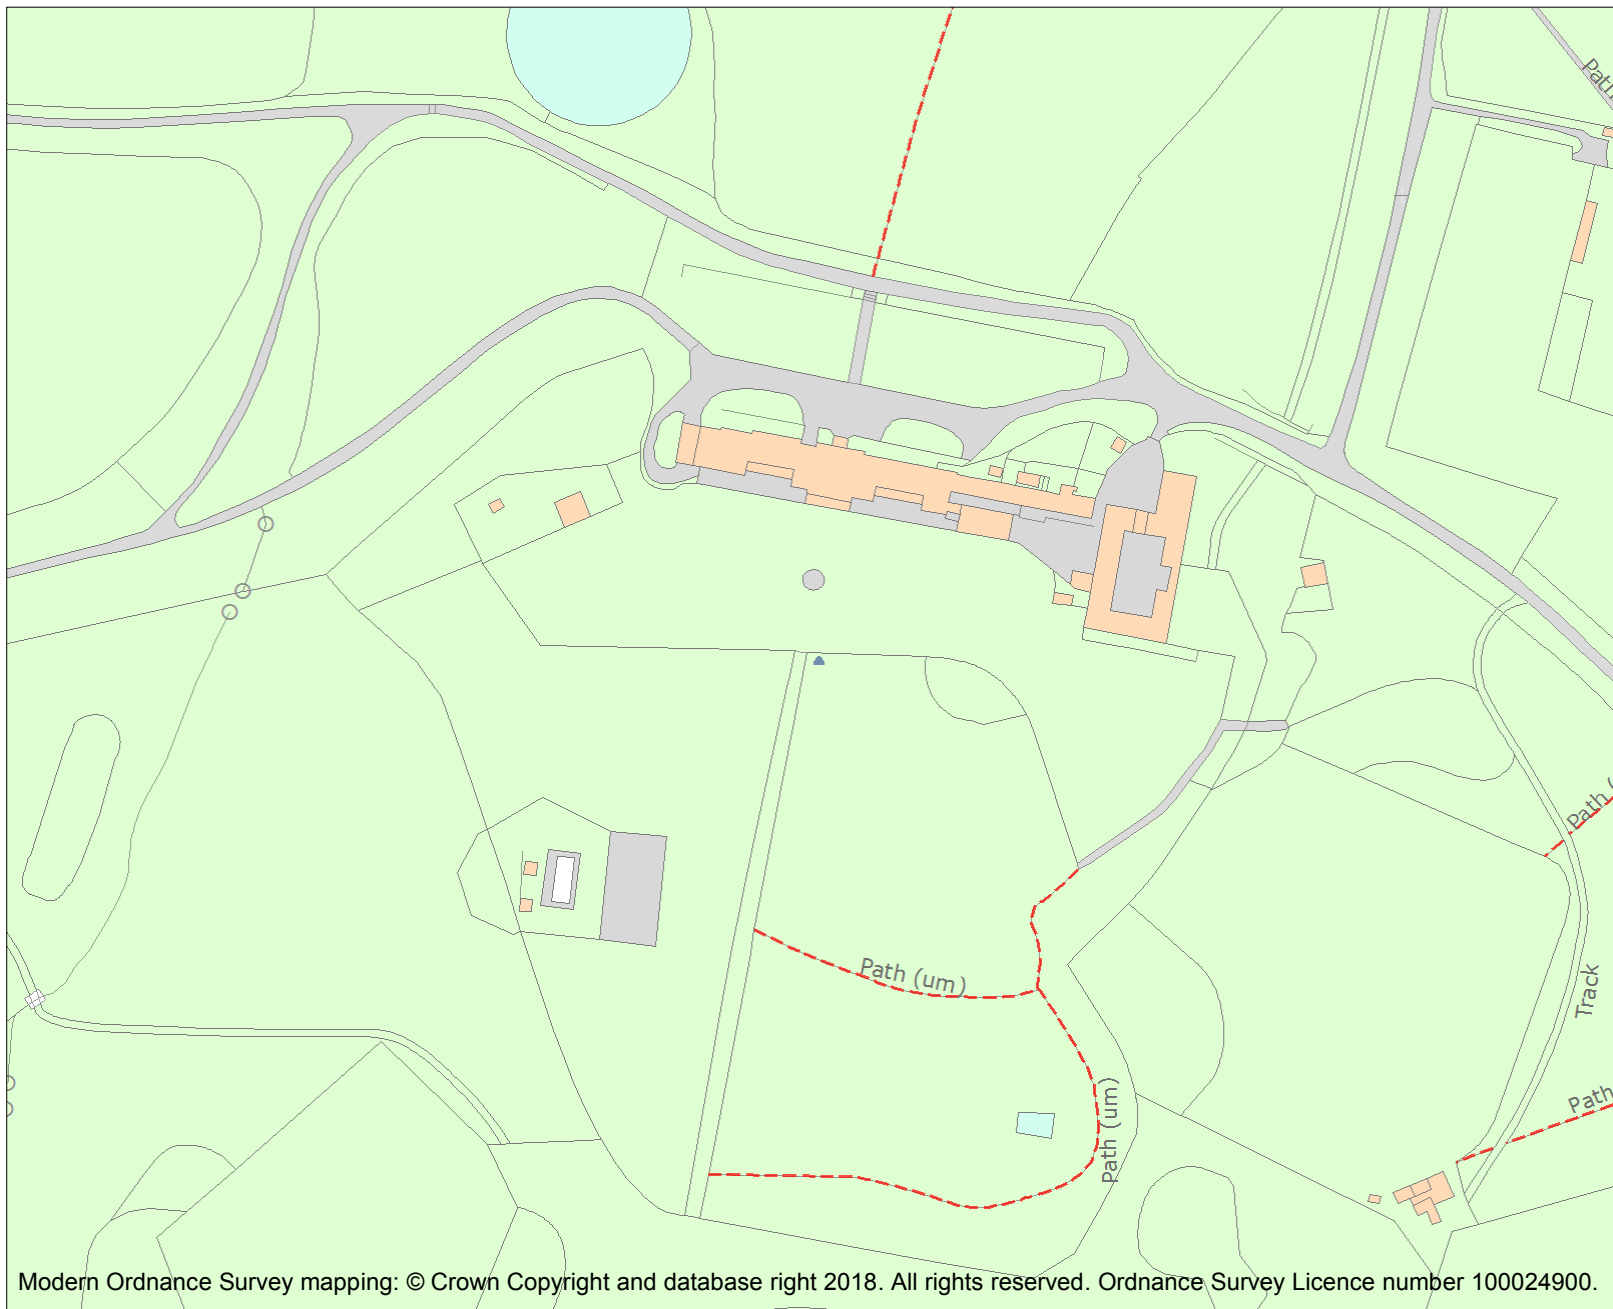 Path
Path (
Path (um)
Track
Path (um)
Path
Modern Ordnance Survey mapping: © Crown Copyright and database right 2018. All rights reserved. Ordnance Survey Licence number 100024900.